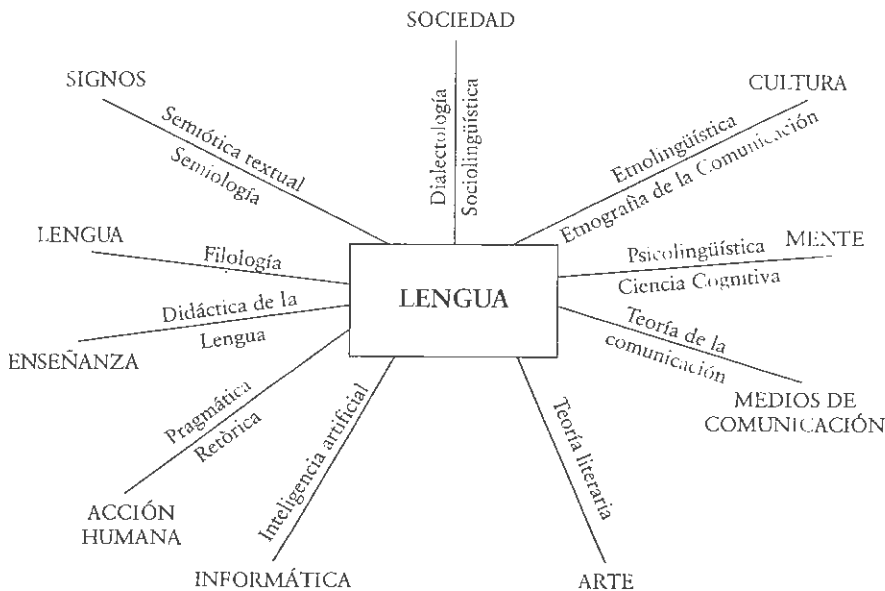 SOCIEDAD
SIGNOS
CULTURA
Semiótica textual
Semiología
Dialectología
Sociolingüística
Etnolingüística
Etnografía de la Comunicación
LENGUA
Filología
LENGUA
Psicolingüística
MENTE
Ciencia Cognitiva
Didáctica de la
Lengua
ENSEÑANZA
Teoría de la
comunicación
MEDIOS DE
COMUNICACIÓN
Pragmática
Retòrica
ACCIÓN
HUMANA
Inteligencia artificial
INFORMÁTICA
Teoría literaria
ARTE